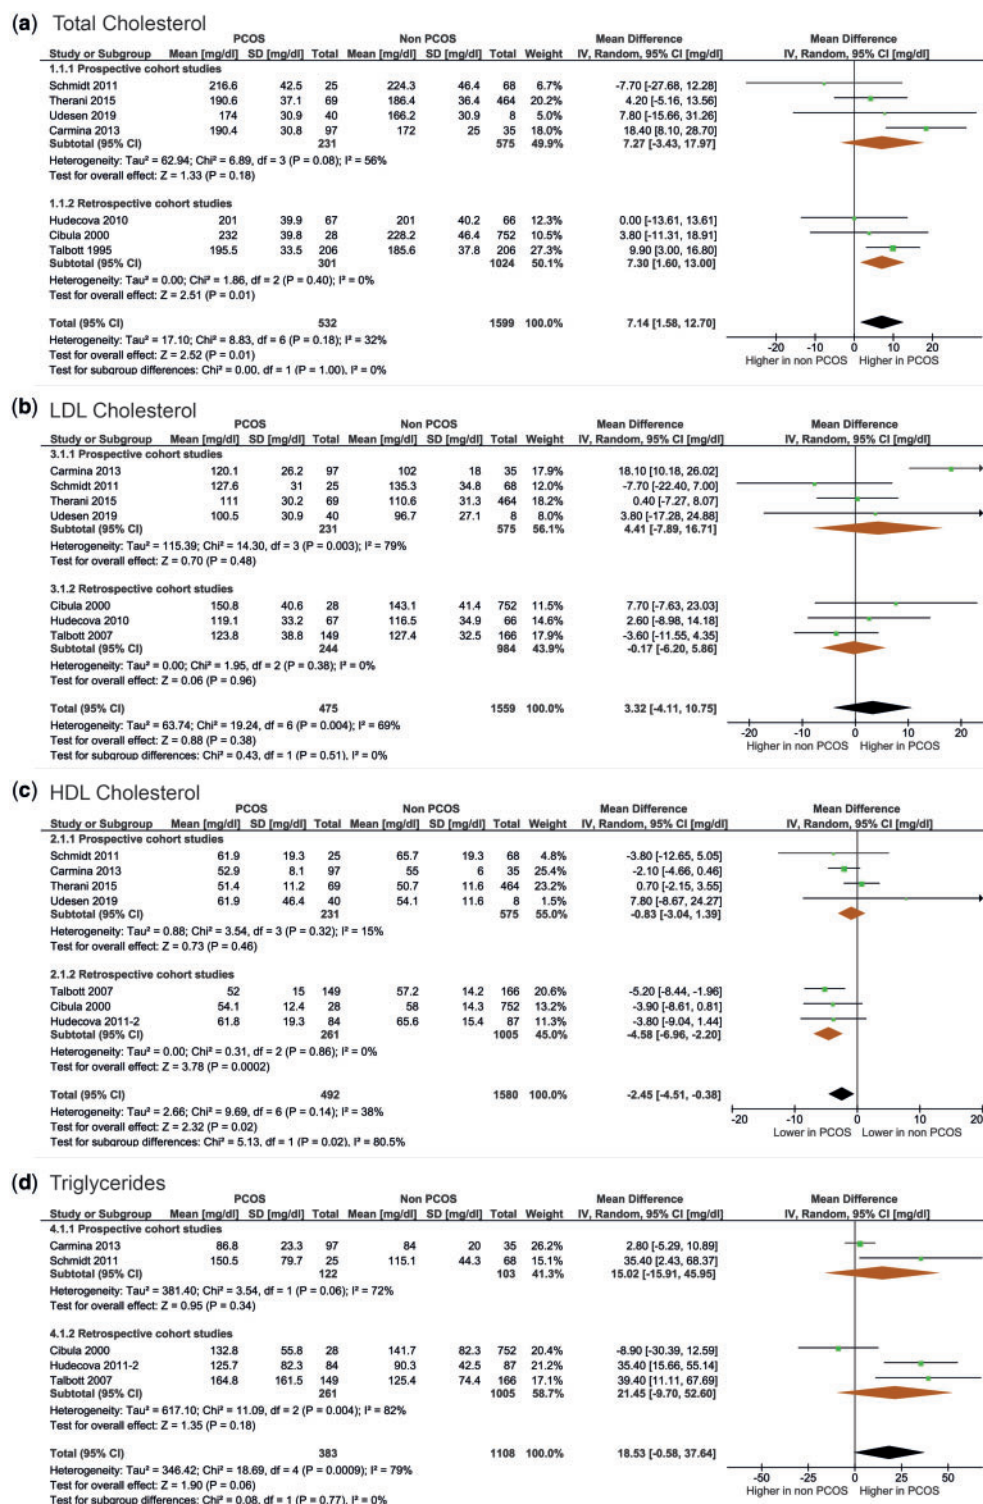 (a) Total Cholesterol
PCOS Non PCOS Mean Difference Mean Difference
Study or Subgroup Mean [mg/dl] SD [mg/dl] Total Mean [mg/dl] SD [mg/dl] Total Weight IV, Random, 95% CI [mg/dl] IV, Random, 95% CI [mg/dl]
1.1.1 Prospective cohort studies
Schmidt 2011 216.6 42.5 25 224.3 46.4 68 6.7% -7.70 [-27.68, 12.28]
Therani 2015 190.6 37.1 69 186.4 36.4 464 20.2% 4.20 [-5.16, 13.56]
Udesen 2019 174 30.9 40 166.2 30.9 8 5.0% 7.80 [-15.66, 31.26]
Carmina 2013 190.4 30.8 97 172 25 35 18.0% 18.40 [8.10, 28.70]
Subtotal (95% CI) 231 575 49.9% 7.27 [-3.43, 17.97]
Heterogeneity: Tau² = 62.94; Chi² = 6.89, df = 3 (P = 0.08); I² = 56%
Test for overall effect: Z = 1.33 (P = 0.18)
1.1.2 Retrospective cohort studies
Hudecova 2010 201 39.9 67 201 40.2 66 12.3% 0.00 [-13.61, 13.61]
Cibula 2000 232 39.8 28 228.2 46.4 752 10.5% 3.80 [-11.31, 18.91]
Talbott 1995 195.5 33.5 206 185.6 37.8 206 27.3% 9.90 [3.00, 16.80]
Subtotal (95% CI) 301 1024 50.1% 7.30 [1.60, 13.00]
Heterogeneity: Tau² = 0.00; Chi² = 1.86, df = 2 (P = 0.40); I² = 0%
Test for overall effect: Z = 2.51 (P = 0.01)
Total (95% CI) 532 1599 100.0% 7.14 [1.58, 12.70]
Heterogeneity: Tau² = 17.10; Chi² = 8.83, df = 6 (P = 0.18); I² = 32%
Test for overall effect: Z = 2.52 (P = 0.01)
Test for subgroup differences: Chi² = 0.00, df = 1 (P = 1.00), I² = 0%
-20 -10 0 10 20
Higher in non PCOS Higher in PCOS
(b) LDL Cholesterol
PCOS Non PCOS Mean Difference Mean Difference
Study or Subgroup Mean [mg/dl] SD [mg/dl] Total Mean [mg/dl] SD [mg/dl] Total Weight IV, Random, 95% CI [mg/dl] IV, Random, 95% CI [mg/dl]
3.1.1 Prospective cohort studies
Carmina 2013 120.1 26.2 97 102 18 35 17.9% 18.10 [10.18, 26.02]
Schmidt 2011 127.6 31 25 135.3 34.8 68 12.0% -7.70 [-22.40, 7.00]
Therani 2015 111 30.2 69 110.6 31.3 464 18.2% 0.40 [-7.27, 8.07]
Udesen 2019 100.5 30.9 40 96.7 27.1 8 8.0% 3.80 [-17.28, 24.88]
Subtotal (95% CI) 231 575 56.1% 4.41 [-7.89, 16.71]
Heterogeneity: Tau² = 115.39; Chi² = 14.30, df = 3 (P = 0.003); I² = 79%
Test for overall effect: Z = 0.70 (P = 0.48)
3.1.2 Retrospective cohort studies
Cibula 2000 150.8 40.6 28 143.1 41.4 752 11.5% 7.70 [-7.63, 23.03]
Hudecova 2010 119.1 33.2 67 116.5 34.9 66 14.6% 2.60 [-8.98, 14.18]
Talbott 2007 123.8 38.8 149 127.4 32.5 166 17.9% -3.60 [-11.55, 4.35]
Subtotal (95% CI) 244 984 43.9% -0.17 [-6.20, 5.86]
Heterogeneity: Tau² = 0.00; Chi² = 1.95, df = 2 (P = 0.38); I² = 0%
Test for overall effect: Z = 0.06 (P = 0.96)
Total (95% CI) 475 1559 100.0% 3.32 [-4.11, 10.75]
Heterogeneity: Tau² = 63.74; Chi² = 19.24, df = 6 (P = 0.004); I² = 69%
Test for overall effect: Z = 0.88 (P = 0.38)
Test for subgroup differences: Chi² = 0.43, df = 1 (P = 0.51), I² = 0%
-20 -10 0 10 20
Higher in non PCOS Higher in PCOS
(c) HDL Cholesterol
PCOS Non PCOS Mean Difference Mean Difference
Study or Subgroup Mean [mg/dl] SD [mg/dl] Total Mean [mg/dl] SD [mg/dl] Total Weight IV, Random, 95% CI [mg/dl] IV, Random, 95% CI [mg/dl]
2.1.1 Prospective cohort studies
Schmidt 2011 61.9 19.3 25 65.7 19.3 68 4.8% -3.80 [-12.65, 5.05]
Carmina 2013 52.9 8.1 97 55 6 35 25.4% -2.10 [-4.66, 0.46]
Therani 2015 51.4 11.2 69 50.7 11.6 464 23.2% 0.70 [-2.15, 3.55]
Udesen 2019 61.9 46.4 40 54.1 11.6 8 1.5% 7.80 [-8.67, 24.27]
Subtotal (95% CI) 231 575 55.0% -0.83 [-3.04, 1.39]
Heterogeneity: Tau² = 0.88; Chi² = 3.54, df = 3 (P = 0.32); I² = 15%
Test for overall effect: Z = 0.73 (P = 0.46)
2.1.2 Retrospective cohort studies
Talbott 2007 52 15 149 57.2 14.2 166 20.6% -5.20 [-8.44, -1.96]
Cibula 2000 54.1 12.4 28 58 14.3 752 13.2% -3.90 [-8.61, 0.81]
Hudecova 2011-2 61.8 19.3 84 65.6 15.4 87 11.3% -3.80 [-9.04, 1.44]
Subtotal (95% CI) 261 1005 45.0% -4.58 [-6.96, -2.20]
Heterogeneity: Tau² = 0.00; Chi² = 0.31, df = 2 (P = 0.86); I² = 0%
Test for overall effect: Z = 3.78 (P = 0.0002)
Total (95% CI) 492 1580 100.0% -2.45 [-4.51, -0.38]
Heterogeneity: Tau² = 2.66; Chi² = 9.69, df = 6 (P = 0.14); I² = 38%
Test for overall effect: Z = 2.32 (P = 0.02)
Test for subgroup differences: Chi² = 5.13, df = 1 (P = 0.02), I² = 80.5%
-20 -10 0 10 20
Lower in PCOS Lower in non PCOS
(d) Triglycerides
PCOS Non PCOS Mean Difference Mean Difference
Study or Subgroup Mean [mg/dl] SD [mg/dl] Total Mean [mg/dl] SD [mg/dl] Total Weight IV, Random, 95% CI [mg/dl] IV, Random, 95% CI [mg/dl]
4.1.1 Prospective cohort studies
Carmina 2013 86.8 23.3 97 84 20 35 26.2% 2.80 [-5.29, 10.89]
Schmidt 2011 150.5 79.7 25 115.1 44.3 68 15.1% 35.40 [2.43, 68.37]
Subtotal (95% CI) 122 103 41.3% 15.02 [-15.91, 45.95]
Heterogeneity: Tau² = 381.40; Chi² = 3.54, df = 1 (P = 0.06); I² = 72%
Test for overall effect: Z = 0.95 (P = 0.34)
4.1.2 Retrospective cohort studies
Cibula 2000 132.8 55.8 28 141.7 82.3 752 20.4% -8.90 [-30.39, 12.59]
Hudecova 2011-2 125.7 82.3 84 90.3 42.5 87 21.2% 35.40 [15.66, 55.14]
Talbott 2007 164.8 161.5 149 125.4 74.4 166 17.1% 39.40 [11.11, 67.69]
Subtotal (95% CI) 261 1005 58.7% 21.45 [-9.70, 52.60]
Heterogeneity: Tau² = 617.10; Chi² = 11.09, df = 2 (P = 0.004); I² = 82%
Test for overall effect: Z = 1.35 (P = 0.18)
Total (95% CI) 383 1108 100.0% 18.53 [-0.58, 37.64]
Heterogeneity: Tau² = 346.42; Chi² = 18.69, df = 4 (P = 0.0009); I² = 79%
Test for overall effect: Z = 1.90 (P = 0.06)
Test for subgroup differences: Chi² = 0.08, df = 1 (P = 0.77), I² = 0%
-50 -25 0 25 50
Higher in non PCOS Higher in PCOS